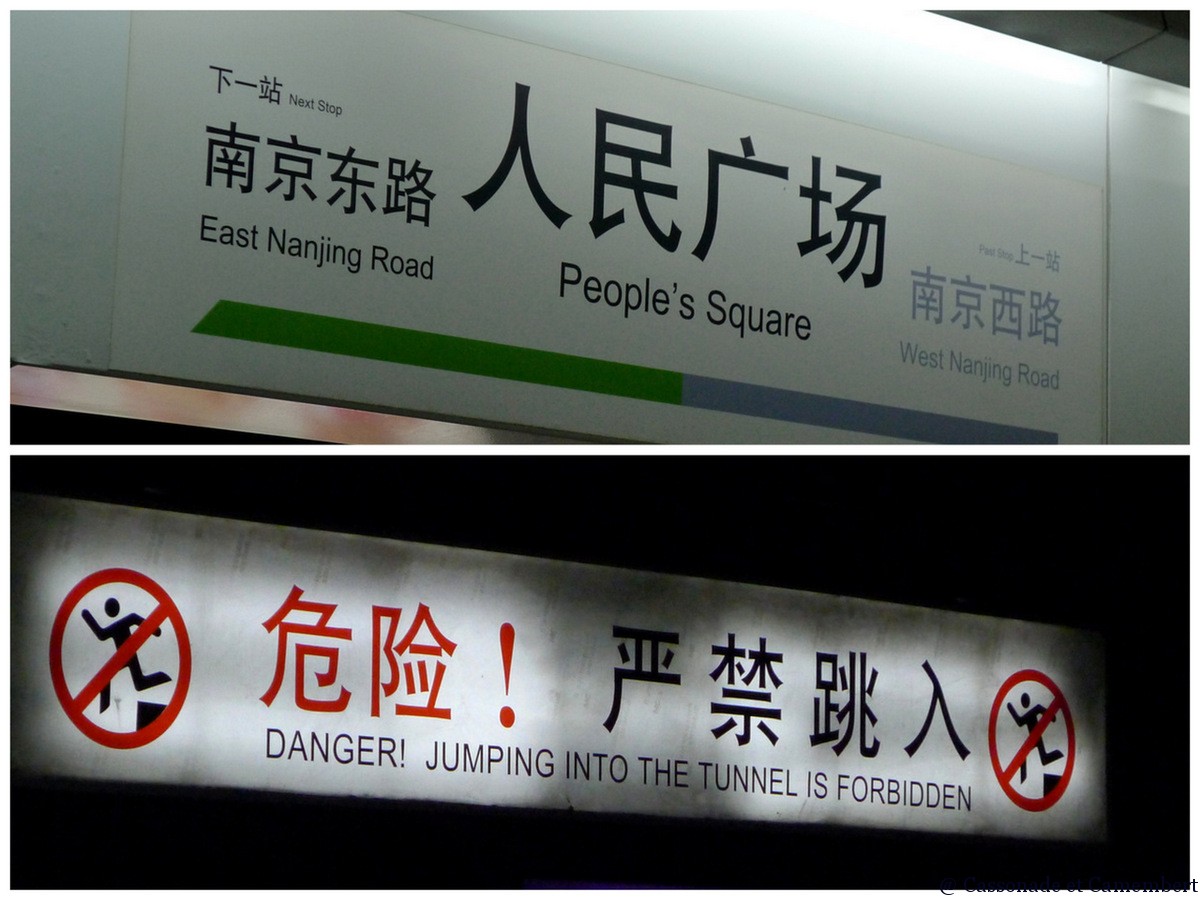 下一站 Next Stop
南京东路
East Nanjing Road
人民广场
People's Square
Past Stop 上一站
南京西路
West Nanjing Road
危险！ 严禁跳入
DANGER! JUMPING INTO THE TUNNEL IS FORBIDDEN
@ Cassonade et Camembert